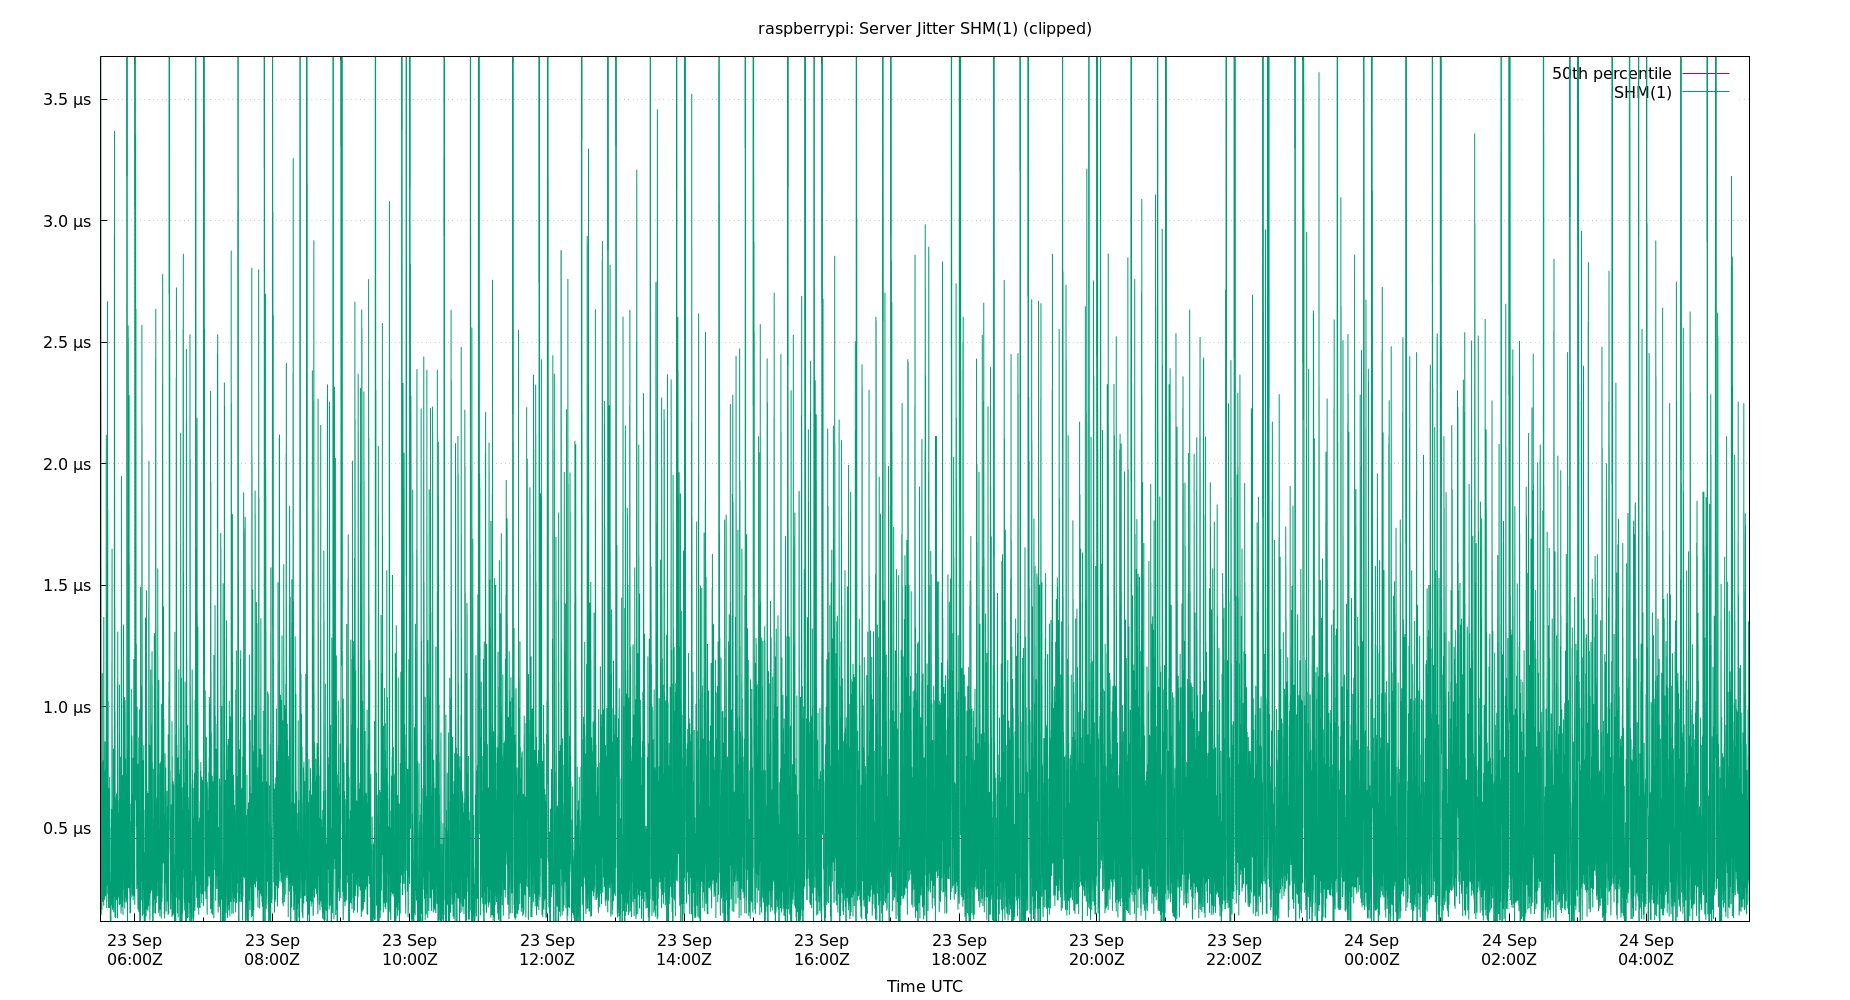 raspberrypi: Server Jitter SHM(1) (clipped)
50th percentile
SHM(1)
3.5 µs
3.0 µs
2.5 µs
2.0 µs
1.5 µs
1.0 µs
0.5 µs
23 Sep 23 Sep 23 Sep 23 Sep 23 Sep 23 Sep 23 Sep 23 Sep 23 Sep 24 Sep 24 Sep 24 Sep
06:00Z 08:00Z 10:00Z 12:00Z 14:00Z 16:00Z 18:00Z 20:00Z 22:00Z 00:00Z 02:00Z 04:00Z
Time UTC